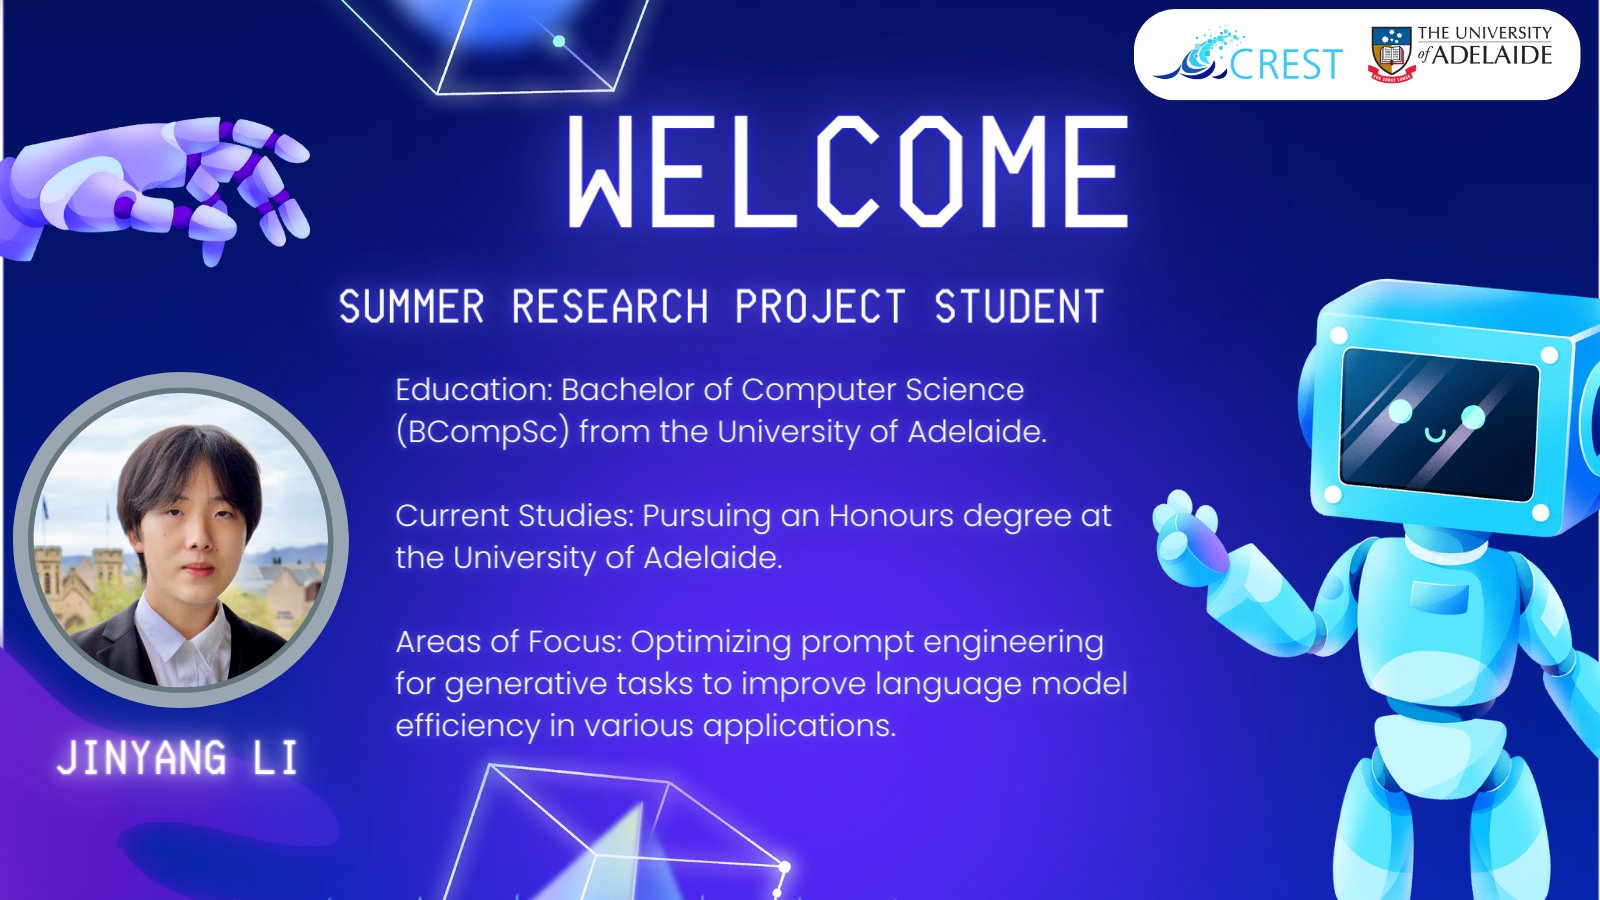 CREST
THE UNIVERSITY
of ADELAIDE
WELCOME
SUMMER RESEARCH PROJECT STUDENT
Education: Bachelor of Computer Science
(BCompSc) from the University of Adelaide.
Current Studies: Pursuing an Honours degree at
the University of Adelaide.
Areas of Focus: Optimizing prompt engineering
for generative tasks to improve language model
efficiency in various applications.
JINYANG LI